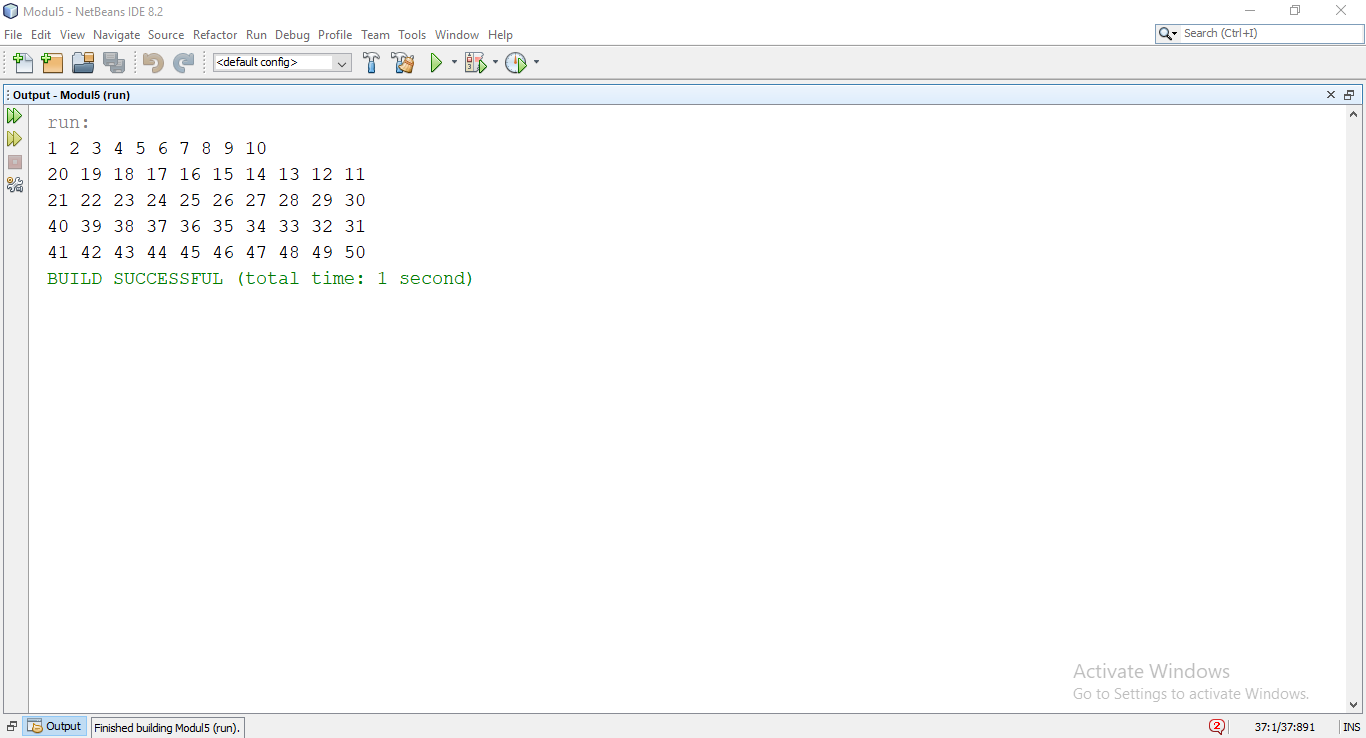 Modul5 - NetBeans IDE 8.2
File Edit View Navigate Source Refactor Run Debug Profile Team Tools Window Help
Search (Ctrl+I)
<default config>
Output - Modul5 (run)
run:
1 2 3 4 5 6 7 8 9 10
20 19 18 17 16 15 14 13 12 11
21 22 23 24 25 26 27 28 29 30
40 39 38 37 36 35 34 33 32 31
41 42 43 44 45 46 47 48 49 50
BUILD SUCCESSFUL (total time: 1 second)
Activate Windows
Go to Settings to activate Windows.
Output
Finished building Modul5 (run).
2
37:1/37:891
INS